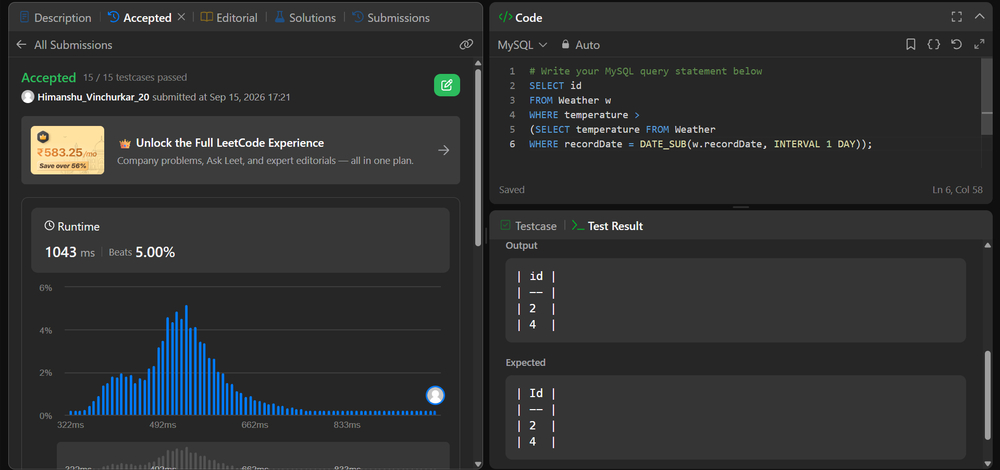 Description
Accepted
Editorial
Solutions
Submissions
All Submissions
Accepted 15 / 15 testcases passed
Himanshu_Vinchurkar_20 submitted at Sep 15, 2026 17:21
₹583.25/mo
Save over 56%
Unlock the Full LeetCode Experience
Company problems, Ask Leet, and expert editorials — all in one plan.
Runtime
1043 ms
Beats 5.00%
6%
4%
2%
0%
322ms 492ms 662ms 833ms
322ms 492ms 662ms 833ms
</> Code
MySQL
Auto
1 # Write your MySQL query statement below
2 SELECT id
3 FROM Weather w
4 WHERE temperature >
5 (SELECT temperature FROM Weather
6 WHERE recordDate = DATE_SUB(w.recordDate, INTERVAL 1 DAY));
Saved
Ln 6, Col 58
Testcase
Test Result
Output
| id |
| -- |
| 2 |
| 4 |
Expected
| Id |
| -- |
| 2 |
| 4 |